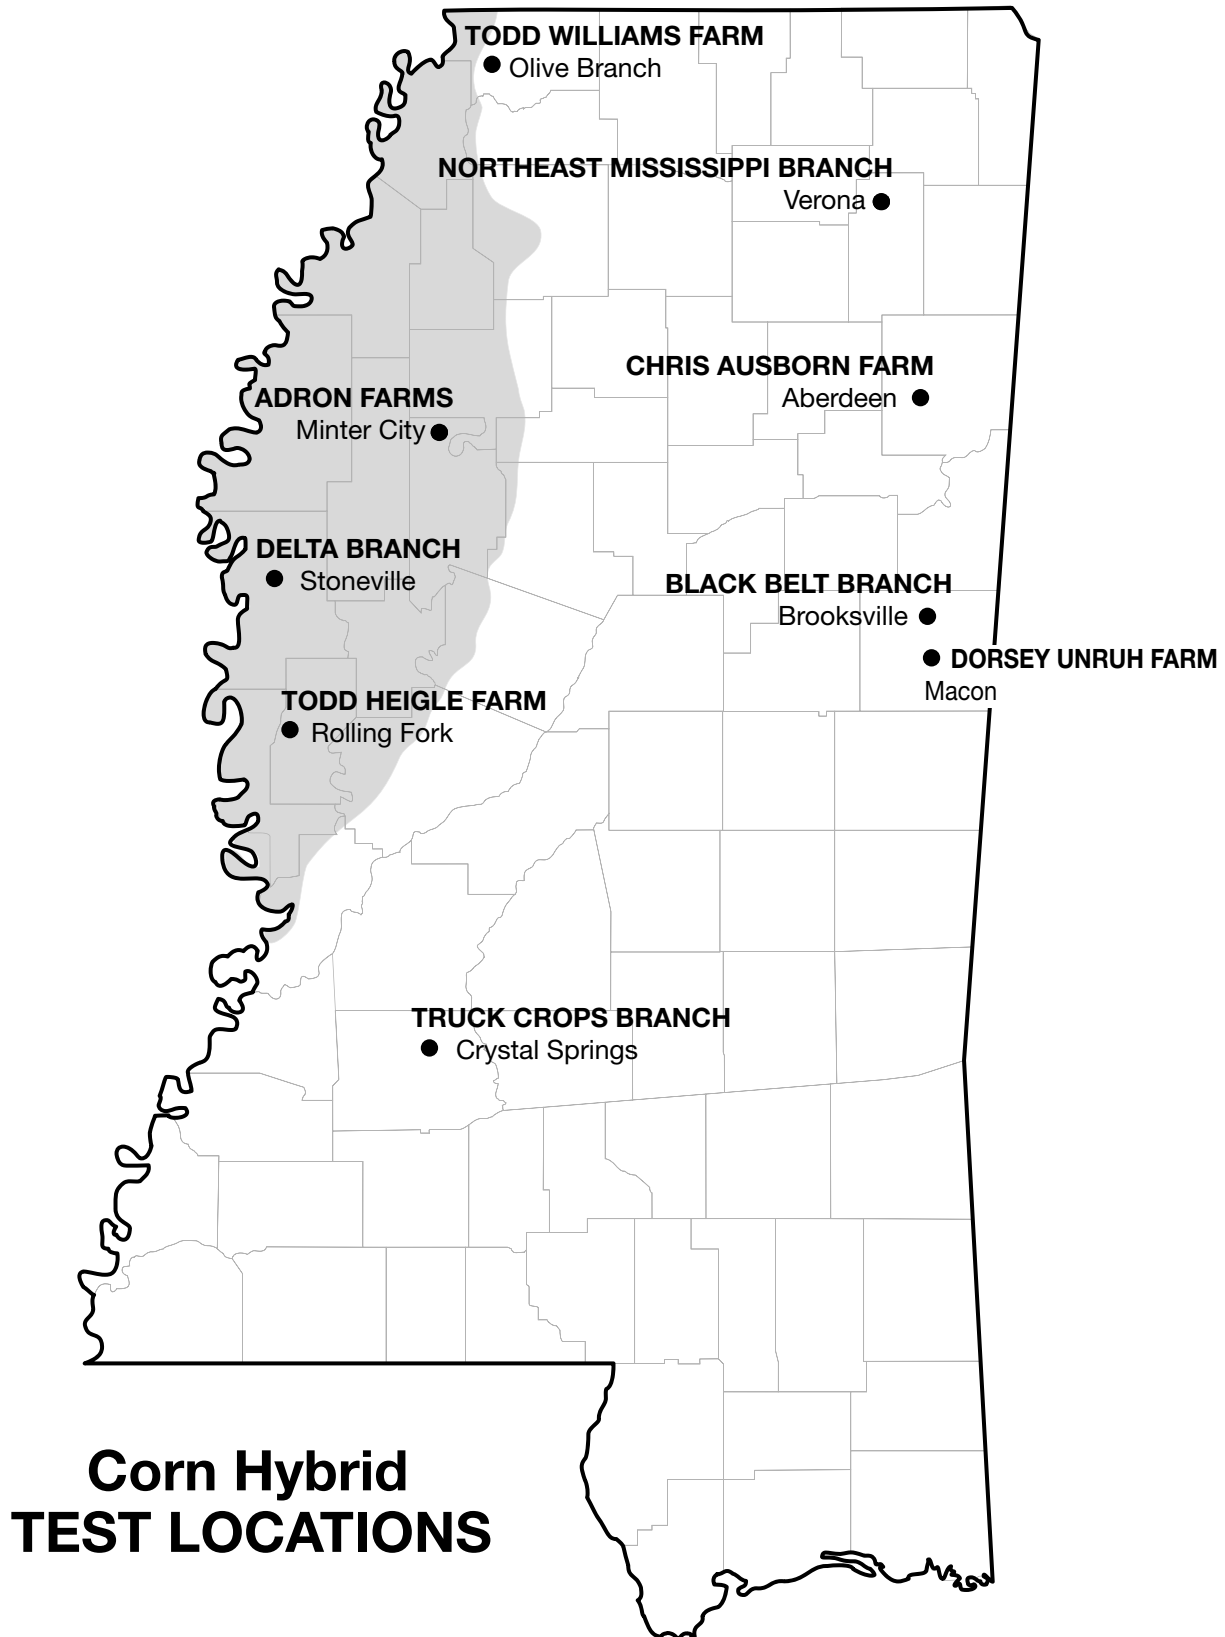 TODD WILLIAMS FARM
Olive Branch
NORTHEAST MISSISSIPPI BRANCH
Verona
CHRIS AUSBORN FARM
Aberdeen
ADRON FARMS
Minter City
DELTA BRANCH
Stoneville
BLACK BELT BRANCH
Brooksville
DORSEY UNRUH FARM
Macon
TODD HEIGLE FARM
Rolling Fork
TRUCK CROPS BRANCH
Crystal Springs
Corn Hybrid
TEST LOCATIONS